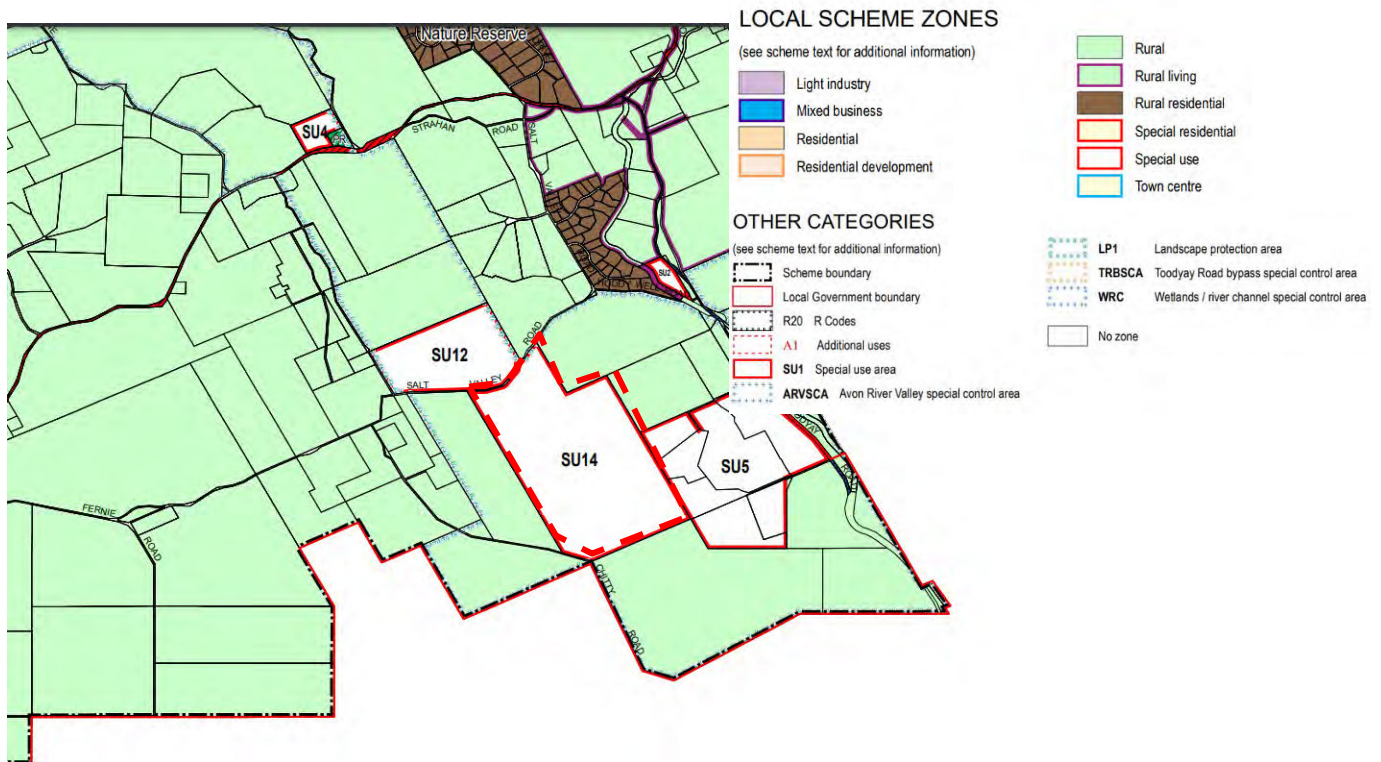 Nature Reserve
SU4
STRAHAN ROAD
SALT
SU2
SU12
ROAD
SALT VALLEY
SU14
SU5
ROAD
FERNIE
ROAD
CHITTY
ROAD
LOCAL SCHEME ZONES
(see scheme text for additional information)
Light industry
Mixed business
Residential
Residential development
Rural
Rural living
Rural residential
Special residential
Special use
Town centre
OTHER CATEGORIES
(see scheme text for additional information)
Scheme boundary
Local Government boundary
R20 R Codes
A1 Additional uses
SU1 Special use area
ARVSCA Avon River Valley special control area
LP1 Landscape protection area
TRBSCA Toodyay Road bypass special control area
WRC Wetlands / river channel special control area
No zone